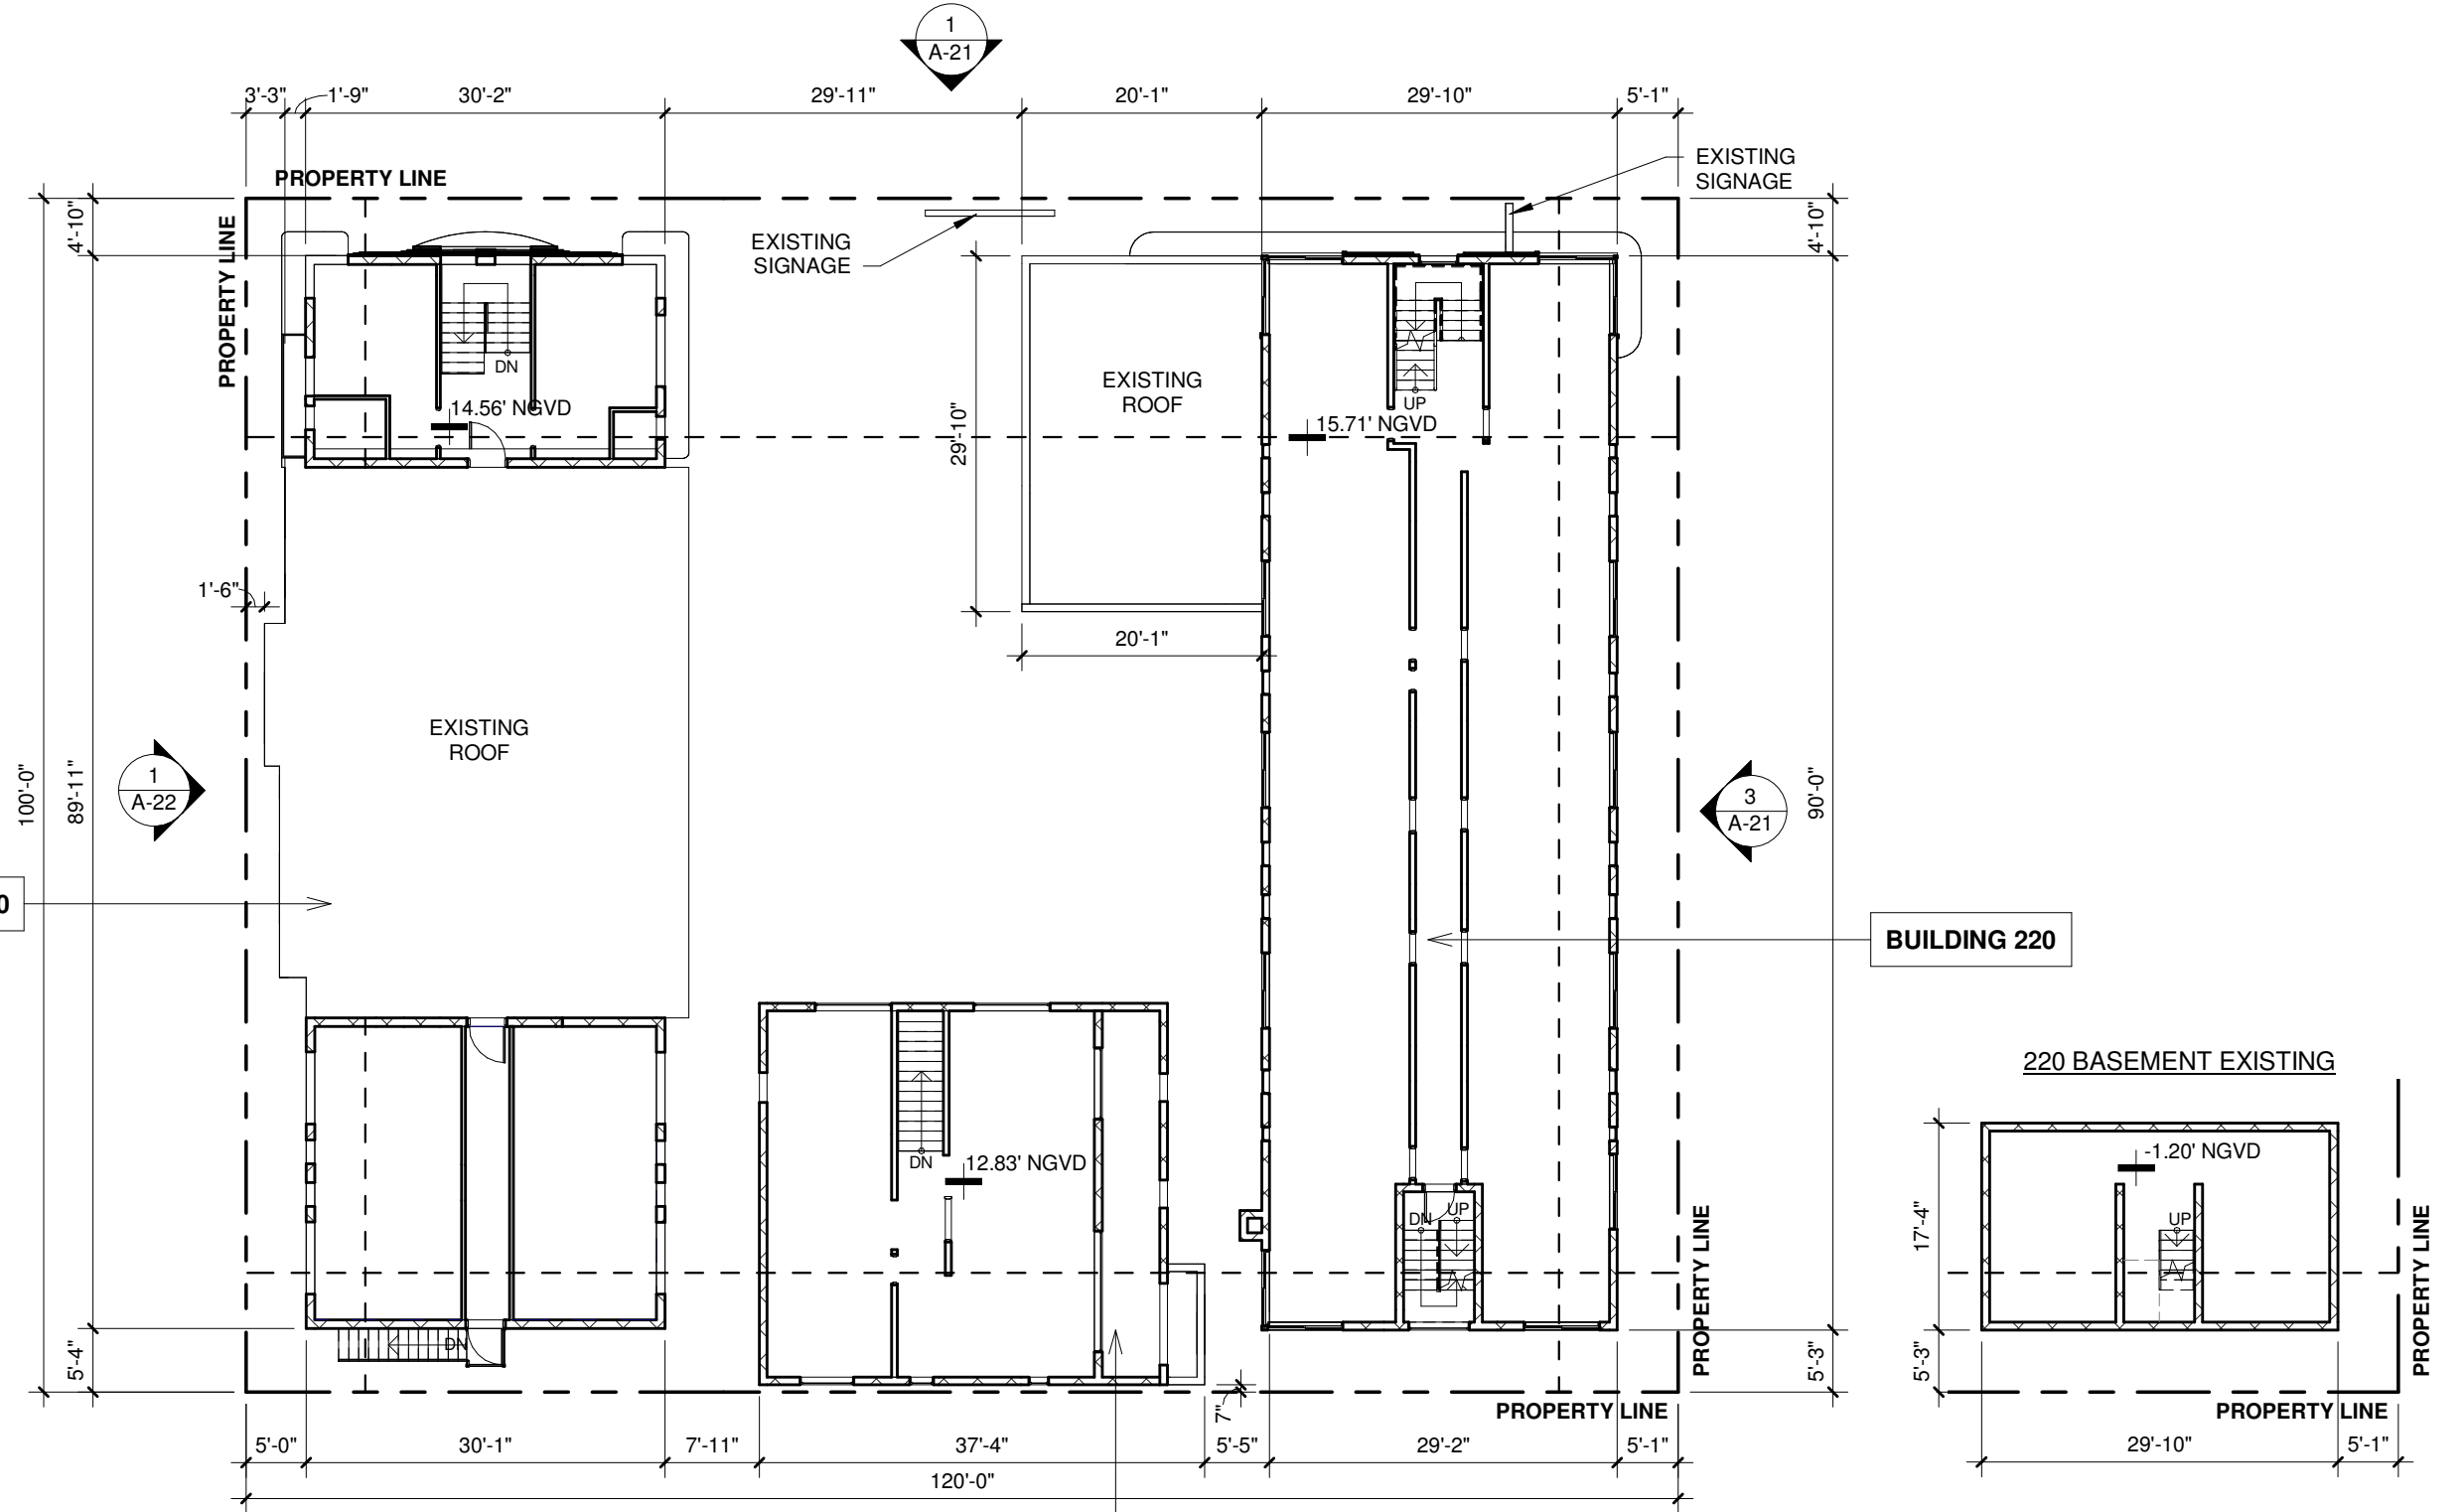 1
A-21
3'-3"
1'-9"
30'-2"
29'-11"
20'-1"
29'-10"
5'-1"
EXISTING
SIGNAGE
PROPERTY LINE
PROPERTY LINE
4'-10"
4'-10"
EXISTING
SIGNAGE
DN
14.56' NGVD
EXISTING
ROOF
UP
15.71' NGVD
29'-10"
1'-6"
20'-1"
EXISTING
ROOF
100'-0"
89'-11"
1
A-22
3
A-21
90'-0"
0
BUILDING 220
220 BASEMENT EXISTING
DN
12.83' NGVD
-1.20' NGVD
17'-4"
DN
UP
UP
PROPERTY LINE
PROPERTY LINE
DN
5'-4"
5'-3"
5'-3"
7"
PROPERTY LINE
PROPERTY LINE
5'-0"
30'-1"
7'-11"
37'-4"
5'-5"
29'-2"
5'-1"
29'-10"
5'-1"
120'-0"